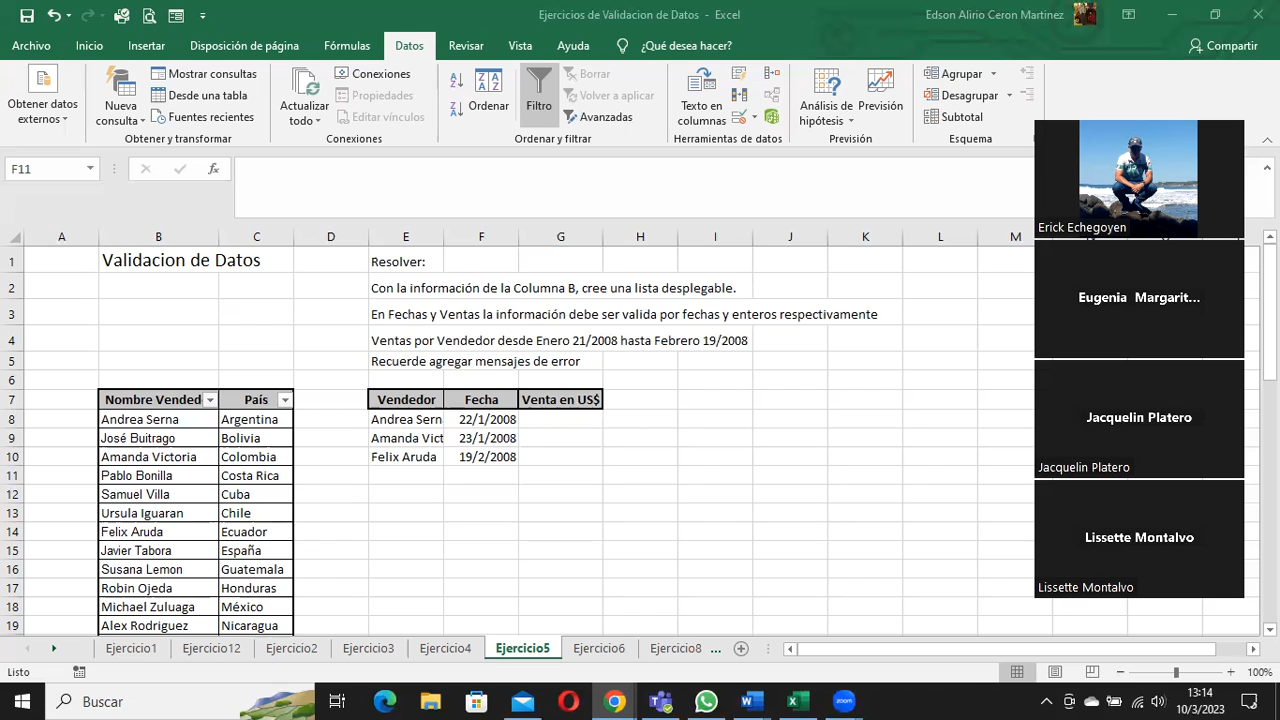 Ejercicios de Validacion de Datos - Excel
Edson Alirio Ceron Martinez
Archivo Inicio Insertar Disposición de página Fórmulas Datos Revisar Vista Ayuda ¿Qué desea hacer? Compartir
Obtener datos externos
Nueva consulta
Mostrar consultas
Desde una tabla
Fuentes recientes
Obtener y transformar
Actualizar todo
Conexiones
Propiedades
Editar vínculos
Conexiones
Ordenar
Filtro
Borrar
Volver a aplicar
Avanzadas
Ordenar y filtrar
Texto en columnas
Herramientas de datos
Análisis de hipótesis
Previsión
Previsión
Agrupar
Desagrupar
Subtotal
Esquema
F11
fx
A B C D E F G H I J K L M
1 Validacion de Datos Resolver:
2 Con la información de la Columna B, cree una lista desplegable.
3 En Fechas y Ventas la información debe ser valida por fechas y enteros respectivamente
4 Ventas por Vendedor desde Enero 21/2008 hasta Febrero 19/2008
5 Recuerde agregar mensajes de error
6
7 Nombre Vended País Vendedor Fecha Venta en US$
8 Andrea Serna Argentina Andrea Sern 22/1/2008
9 José Buitrago Bolivia Amanda Vict 23/1/2008
10 Amanda Victoria Colombia Felix Aruda 19/2/2008
11 Pablo Bonilla Costa Rica
12 Samuel Villa Cuba
13 Ursula Iguaran Chile
14 Felix Aruda Ecuador
15 Javier Tabora España
16 Susana Lemon Guatemala
17 Robin Ojeda Honduras
18 Michael Zuluaga México
19 Alex Rodriguez Nicaragua
Erick Echegoyen
Eugenia Margarit...
Jacquelin Platero
Jacquelin Platero
Lissette Montalvo
Lissette Montalvo
Ejercicio1 Ejercicio12 Ejercicio2 Ejercicio3 Ejercicio4 Ejercicio5 Ejercicio6 Ejercicio8 ...
Listo
100%
Buscar
zoom
13:14
10/3/2023